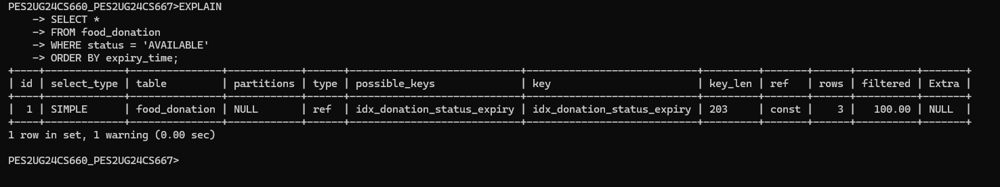 PES2UG24CS660_PES2UG24CS667>EXPLAIN
    -> SELECT *
    -> FROM food_donation
    -> WHERE status = 'AVAILABLE'
    -> ORDER BY expiry_time;
+----+-------------+---------------+------------+------+----------------------------+----------------------------+---------+-------+------+----------+-------+
| id | select_type | table         | partitions | type | possible_keys              | key                        | key_len | ref   | rows | filtered | Extra |
+----+-------------+---------------+------------+------+----------------------------+----------------------------+---------+-------+------+----------+-------+
|  1 | SIMPLE      | food_donation | NULL       | ref  | idx_donation_status_expiry | idx_donation_status_expiry | 203     | const |    3 |   100.00 | NULL  |
+----+-------------+---------------+------------+------+----------------------------+----------------------------+---------+-------+------+----------+-------+
1 row in set, 1 warning (0.00 sec)

PES2UG24CS660_PES2UG24CS667>